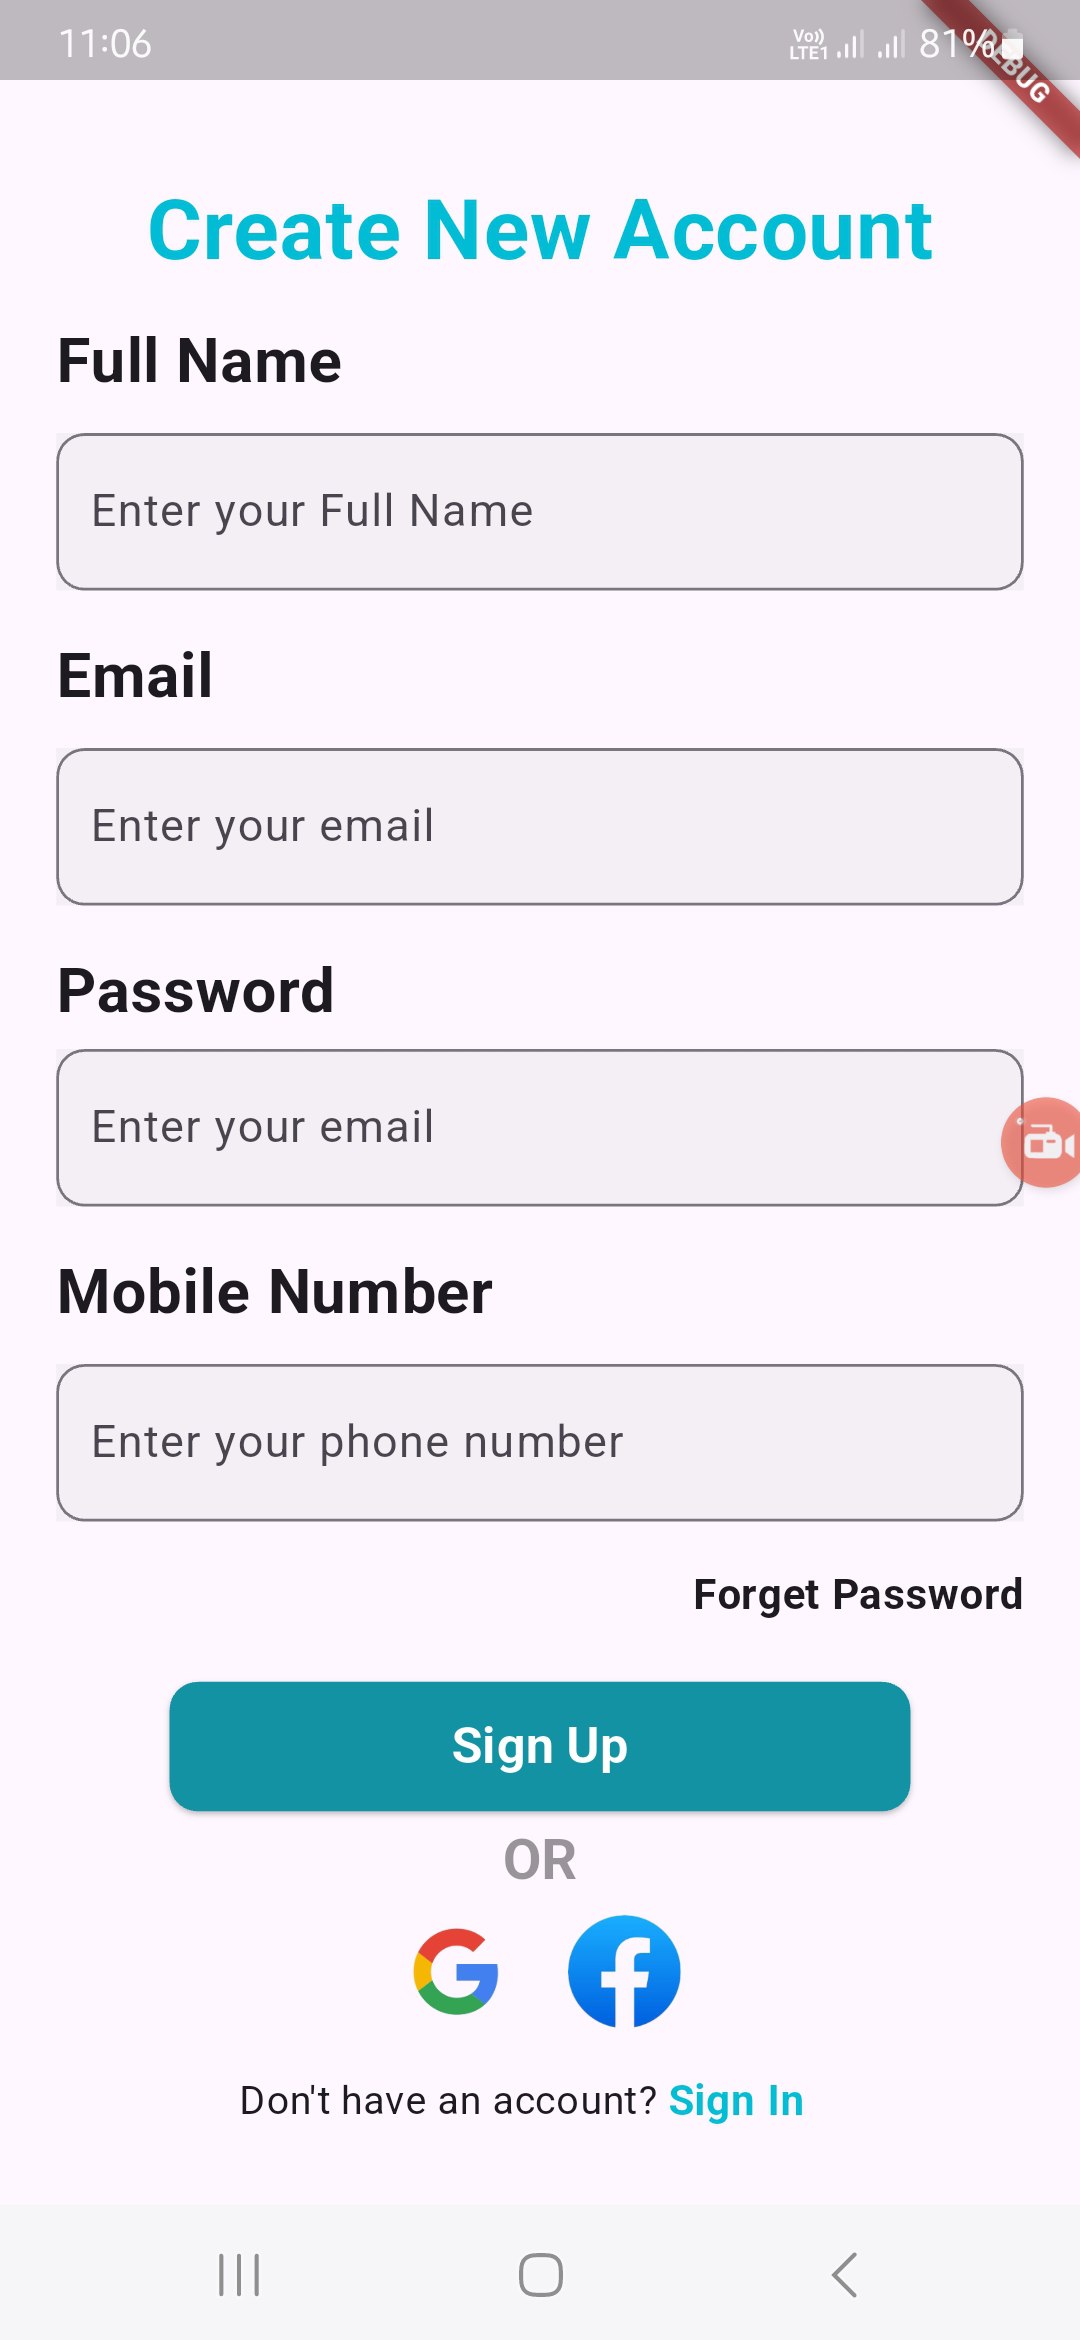 11:06
Vo))
LTE1
81%
DEBUG
Create New Account
Full Name
Enter your Full Name
Email
Enter your email
Password
Enter your email
Mobile Number
Enter your phone number
Forget Password
Sign Up
OR
Don't have an account? Sign In